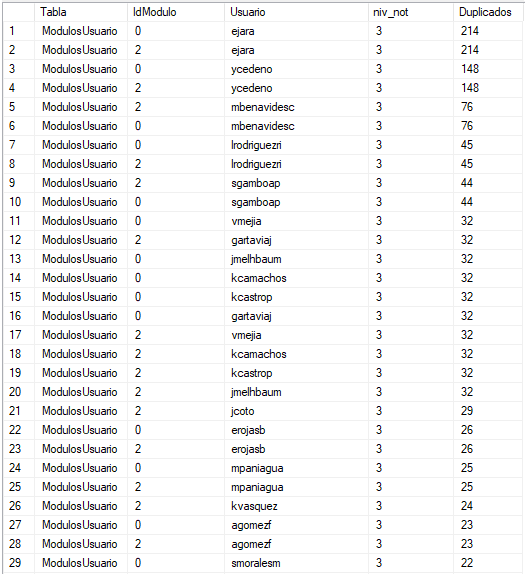 Tabla IdModulo Usuario niv_not Duplicados
1 ModulosUsuario 0 ejara 3 214
2 ModulosUsuario 2 ejara 3 214
3 ModulosUsuario 0 ycedeno 3 148
4 ModulosUsuario 2 ycedeno 3 148
5 ModulosUsuario 2 mbenavidesc 3 76
6 ModulosUsuario 0 mbenavidesc 3 76
7 ModulosUsuario 0 lrodriguezri 3 45
8 ModulosUsuario 2 lrodriguezri 3 45
9 ModulosUsuario 2 sgamboap 3 44
10 ModulosUsuario 0 sgamboap 3 44
11 ModulosUsuario 0 vmejia 3 32
12 ModulosUsuario 2 gartaviaj 3 32
13 ModulosUsuario 0 jmelhbaum 3 32
14 ModulosUsuario 0 kcamachos 3 32
15 ModulosUsuario 0 kcastrop 3 32
16 ModulosUsuario 0 gartaviaj 3 32
17 ModulosUsuario 2 vmejia 3 32
18 ModulosUsuario 2 kcamachos 3 32
19 ModulosUsuario 2 kcastrop 3 32
20 ModulosUsuario 2 jmelhbaum 3 32
21 ModulosUsuario 2 jcoto 3 29
22 ModulosUsuario 0 erojasb 3 26
23 ModulosUsuario 2 erojasb 3 26
24 ModulosUsuario 0 mpaniagua 3 25
25 ModulosUsuario 2 mpaniagua 3 25
26 ModulosUsuario 2 kvasquez 3 24
27 ModulosUsuario 0 agomezf 3 23
28 ModulosUsuario 2 agomezf 3 23
29 ModulosUsuario 0 smoralesm 3 22